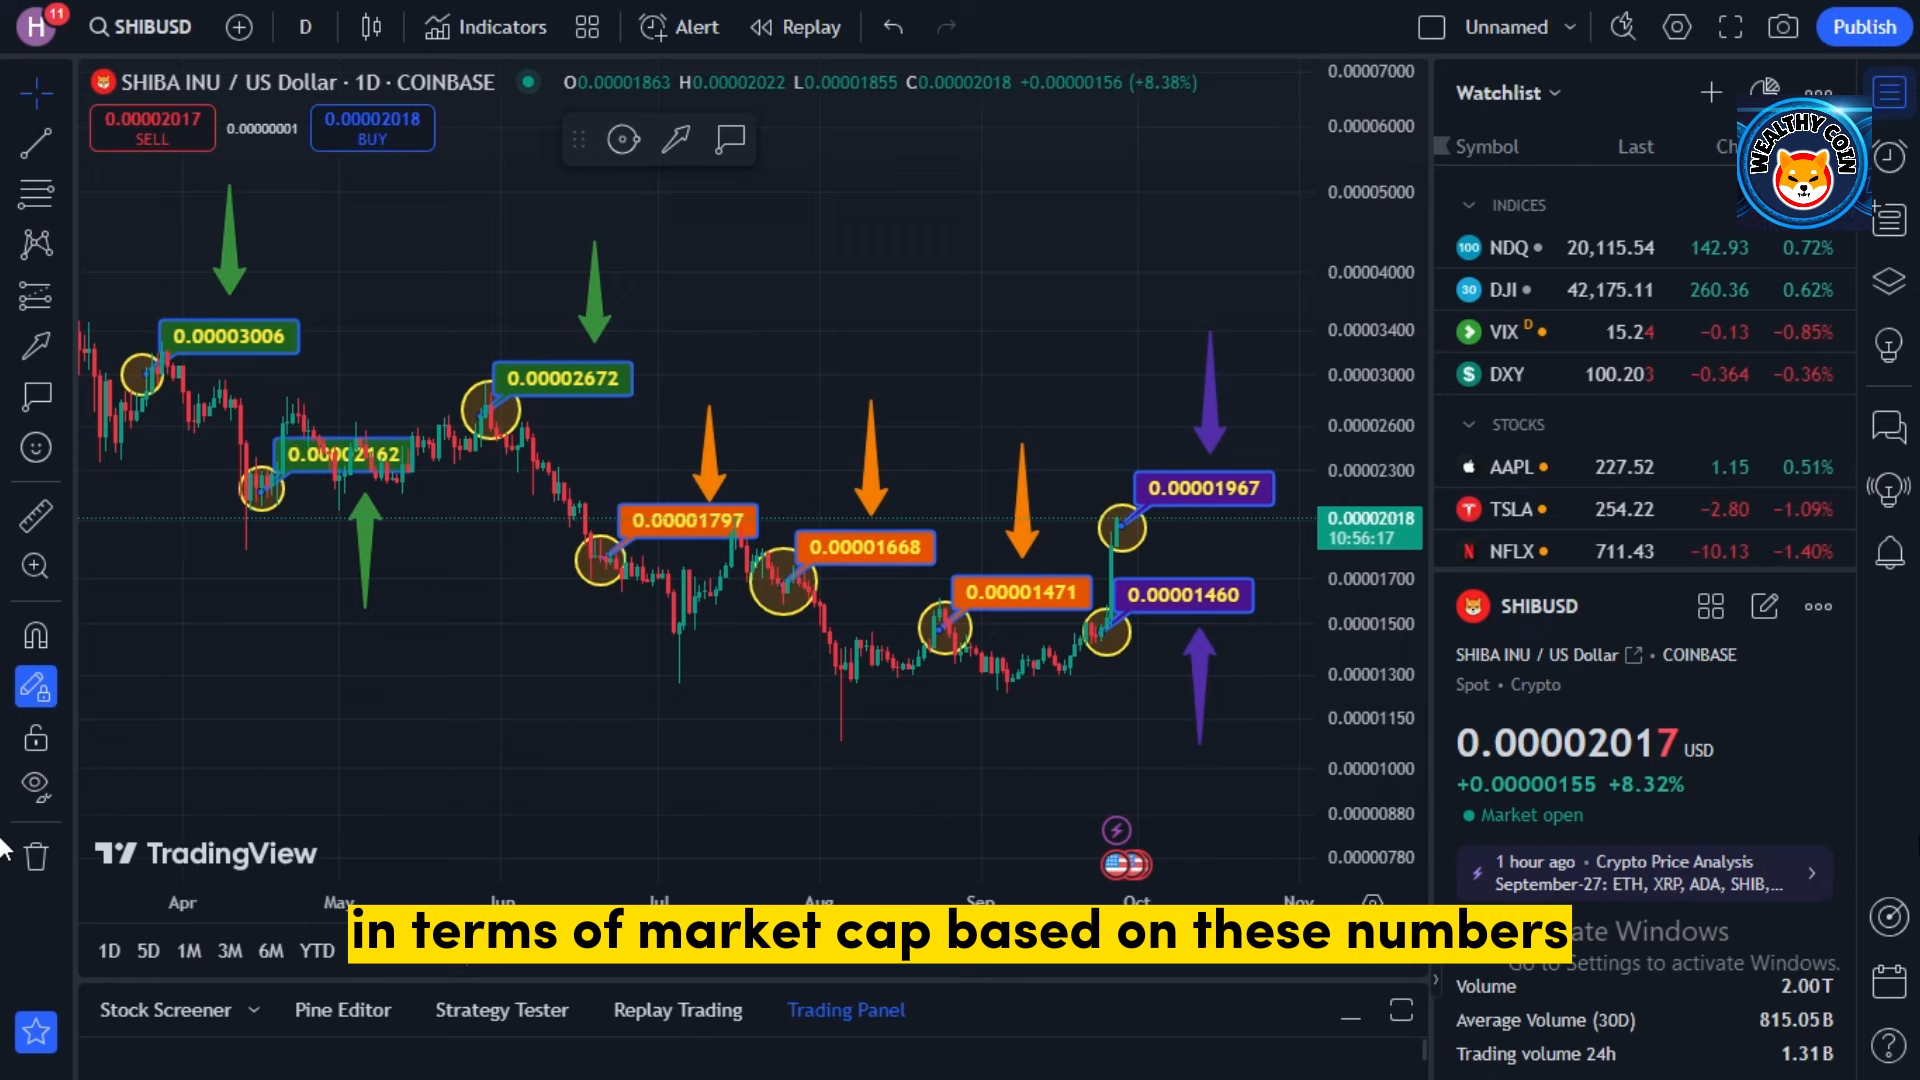 H
11
SHIBUSD
D
Indicators
Alert
Replay
Unnamed
Publish
SHIBA INU / US Dollar · 1D · COINBASE
O0.00001863 H0.00002022 L0.00001855 C0.00002018 +0.00000156 (+8.38%)
0.00002017
SELL
0.00000001
0.00002018
BUY
0.00003006
0.00002162
0.00002672
0.00001797
0.00001668
0.00001471
0.00001967
0.00001460
0.00007000
0.00006000
0.00005000
0.00004000
0.00003400
0.00003000
0.00002600
0.00002300
0.00002018
10:56:17
0.00001700
0.00001500
0.00001300
0.00001150
0.00001000
0.00000880
0.00000780
TradingView
Apr May Jun Jul Aug Sep Oct Nov
in terms of market cap based on these numbers
1D 5D 1M 3M 6M YTD
Stock Screener Pine Editor Strategy Tester Replay Trading Trading Panel
Watchlist
WEALTHY COIN
Symbol Last Ch
INDICES
100 NDQ 20,115.54 142.93 0.72%
30 DJI 42,175.11 260.36 0.62%
VIX D 15.24 −0.13 −0.85%
S DXY 100.203 −0.364 −0.36%
STOCKS
AAPL 227.52 1.15 0.51%
TSLA 254.22 −2.80 −1.09%
N NFLX 711.43 −10.13 −1.40%
SHIBUSD
SHIBA INU / US Dollar • COINBASE
Spot • Crypto
0.00002017 USD
+0.00000155 +8.32%
Market open
1 hour ago • Crypto Price Analysis
September-27: ETH, XRP, ADA, SHIB,...
ate Windows
Go to Settings to activate Windows.
Volume 2.00T
Average Volume (30D) 815.05B
Trading volume 24h 1.31B